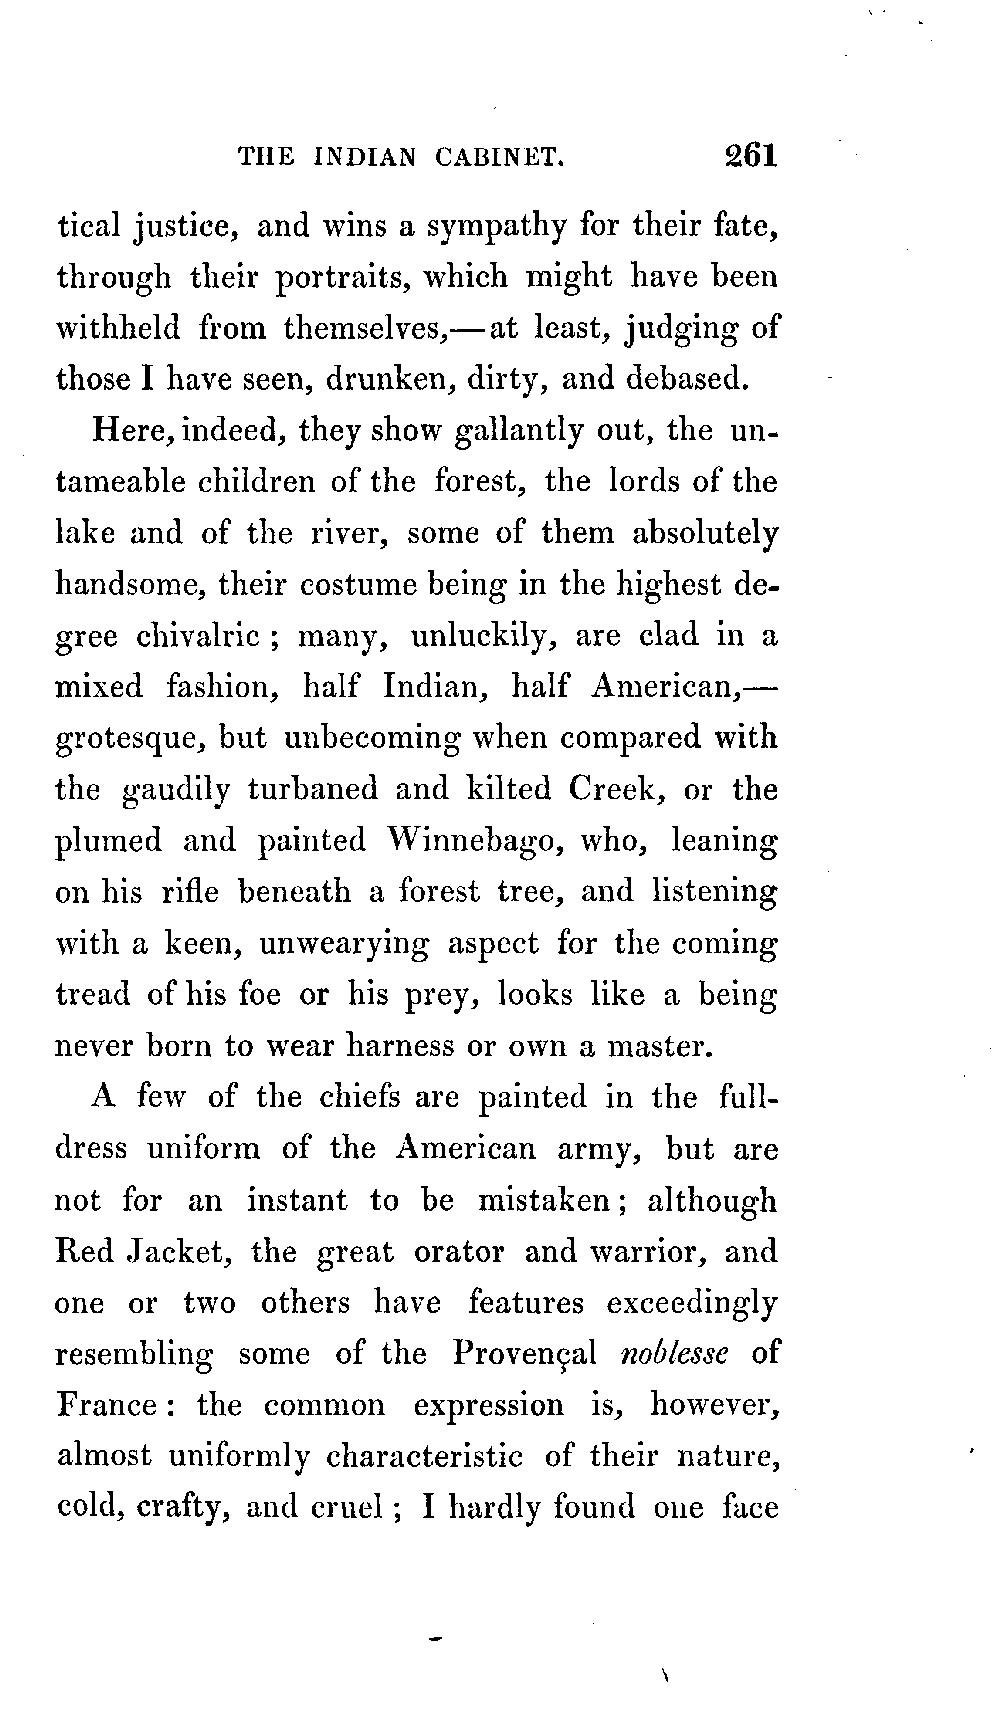 THE INDIAN CABINET. 261
tical justice, and wins a sympathy for their fate,
through their portraits, which might have been
withheld from themselves,—at least, judging of
those I have seen, drunken, dirty, and debased.
Here, indeed, they show gallantly out, the un-
tameable children of the forest, the lords of the
lake and of the river, some of them absolutely
handsome, their costume being in the highest de-
gree chivalric ; many, unluckily, are clad in a
mixed fashion, half Indian, half American,—
grotesque, but unbecoming when compared with
the gaudily turbaned and kilted Creek, or the
plumed and painted Winnebago, who, leaning
on his rifle beneath a forest tree, and listening
with a keen, unwearying aspect for the coming
tread of his foe or his prey, looks like a being
never born to wear harness or own a master.
A few of the chiefs are painted in the full-
dress uniform of the American army, but are
not for an instant to be mistaken ; although
Red Jacket, the great orator and warrior, and
one or two others have features exceedingly
resembling some of the Provençal noblesse of
France : the common expression is, however,
almost uniformly characteristic of their nature,
cold, crafty, and cruel ; I hardly found one face